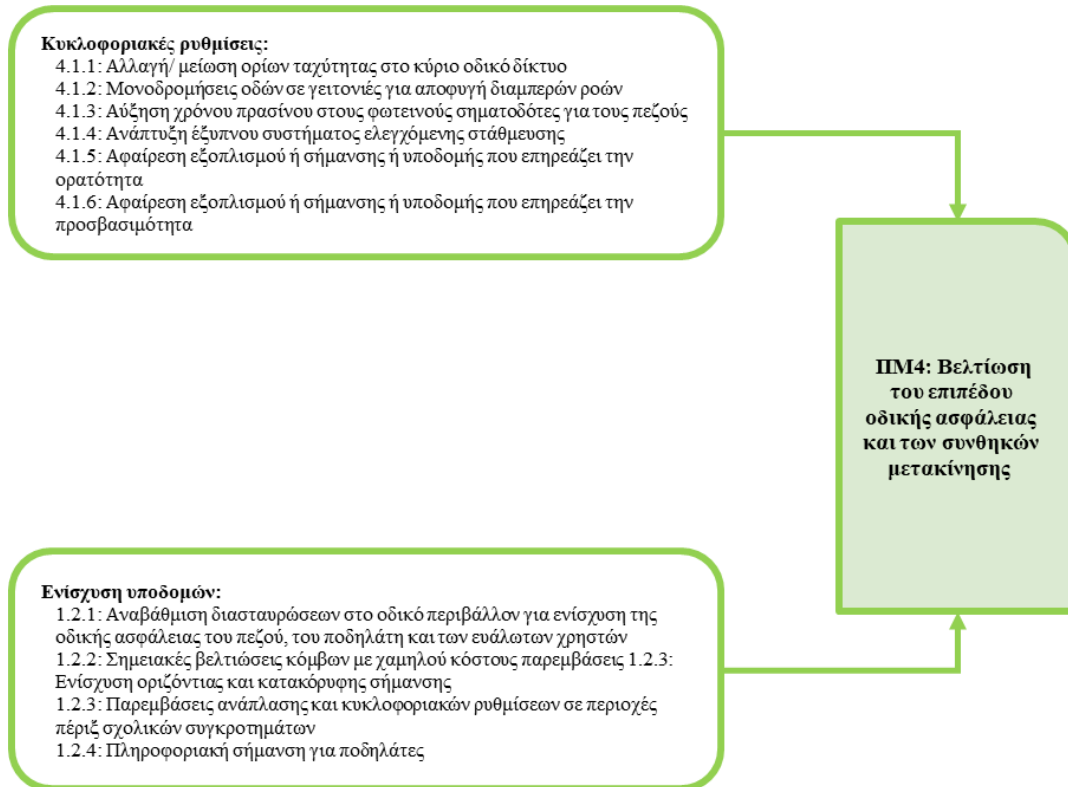 Κυκλοφοριακές ρυθμίσεις:
4.1.1: Αλλαγή/ μείωση ορίων ταχύτητας στο κύριο οδικό δίκτυο
4.1.2: Μονοδρομήσεις οδών σε γειτονιές για αποφυγή διαμπερών ροών
4.1.3: Αύξηση χρόνου πρασίνου στους φωτεινούς σηματοδότες για τους πεζούς
4.1.4: Ανάπτυξη έξυπνου συστήματος ελεγχόμενης στάθμευσης
4.1.5: Αφαίρεση εξοπλισμού ή σήμανσης ή υποδομής που επηρεάζει την
ορατότητα
4.1.6: Αφαίρεση εξοπλισμού ή σήμανσης ή υποδομής που επηρεάζει την
προσβασιμότητα
ΠΜ4: Βελτίωση
του επιπέδου
οδικής ασφάλειας
και των συνθηκών
μετακίνησης
Ενίσχυση υποδομών:
1.2.1: Αναβάθμιση διασταυρώσεων στο οδικό περιβάλλον για ενίσχυση της
οδικής ασφάλειας του πεζού, του ποδηλάτη και των ευάλωτων χρηστών
1.2.2: Σημειακές βελτιώσεις κόμβων με χαμηλού κόστους παρεμβάσεις 1.2.3:
Ενίσχυση οριζόντιας και κατακόρυφης σήμανσης
1.2.3: Παρεμβάσεις ανάπλασης και κυκλοφοριακών ρυθμίσεων σε περιοχές
πέριξ σχολικών συγκροτημάτων
1.2.4: Πληροφοριακή σήμανση για ποδηλάτες